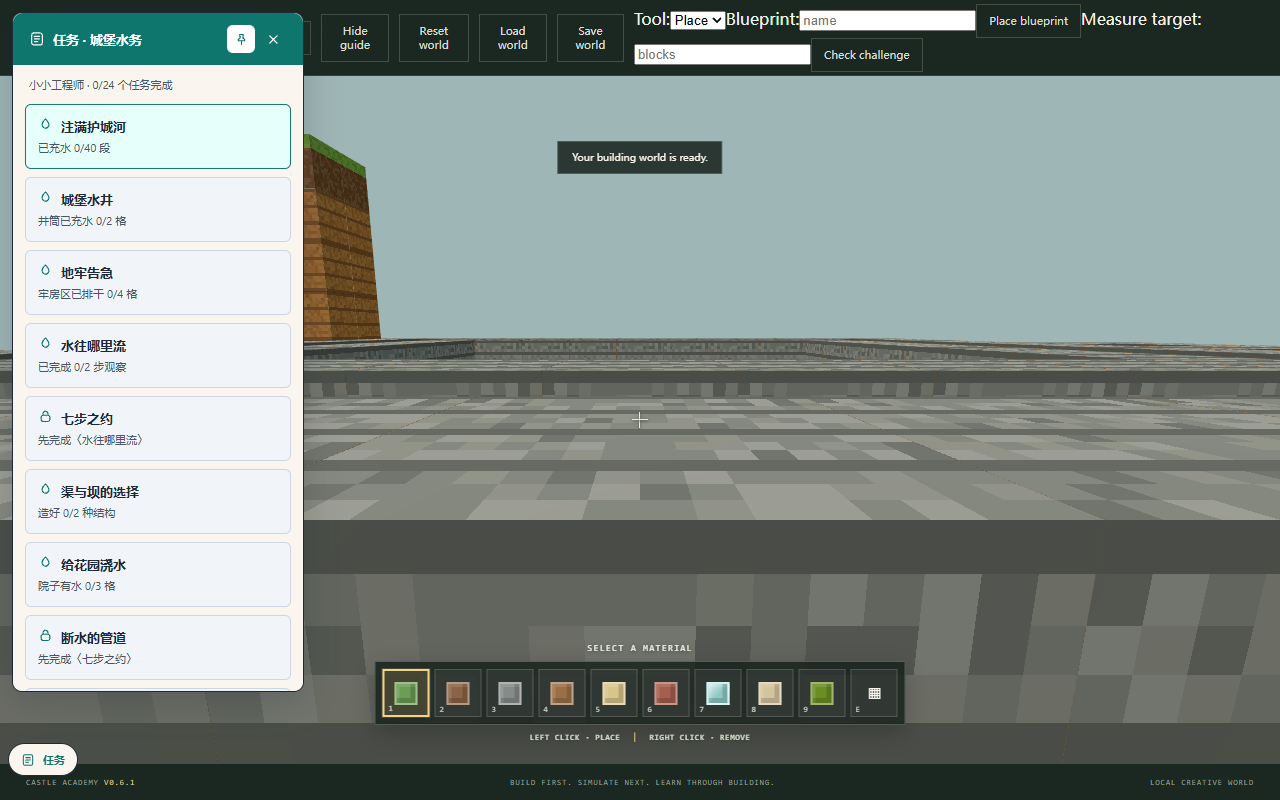 任务 · 城堡水务
小小工程师 · 0/24 个任务完成
注满护城河
已充水 0/40 段
城堡水井
井筒已充水 0/2 格
地牢告急
牢房区已排干 0/4 格
水往哪里流
已完成 0/2 步观察
七步之约
先完成〈水往哪里流〉
渠与坝的选择
造好 0/2 种结构
给花园浇水
院子有水 0/3 格
断水的管道
先完成〈七步之约〉
任务
Hide
guide
Reset
world
Load
world
Save
world
Tool: Place Blueprint: name Place blueprint Measure target:
blocks Check challenge
Your building world is ready.
SELECT A MATERIAL
1 2 3 4 5 6 7 8 9 E
LEFT CLICK · PLACE | RIGHT CLICK · REMOVE
CASTLE ACADEMY V0.6.1
BUILD FIRST. SIMULATE NEXT. LEARN THROUGH BUILDING.
LOCAL CREATIVE WORLD